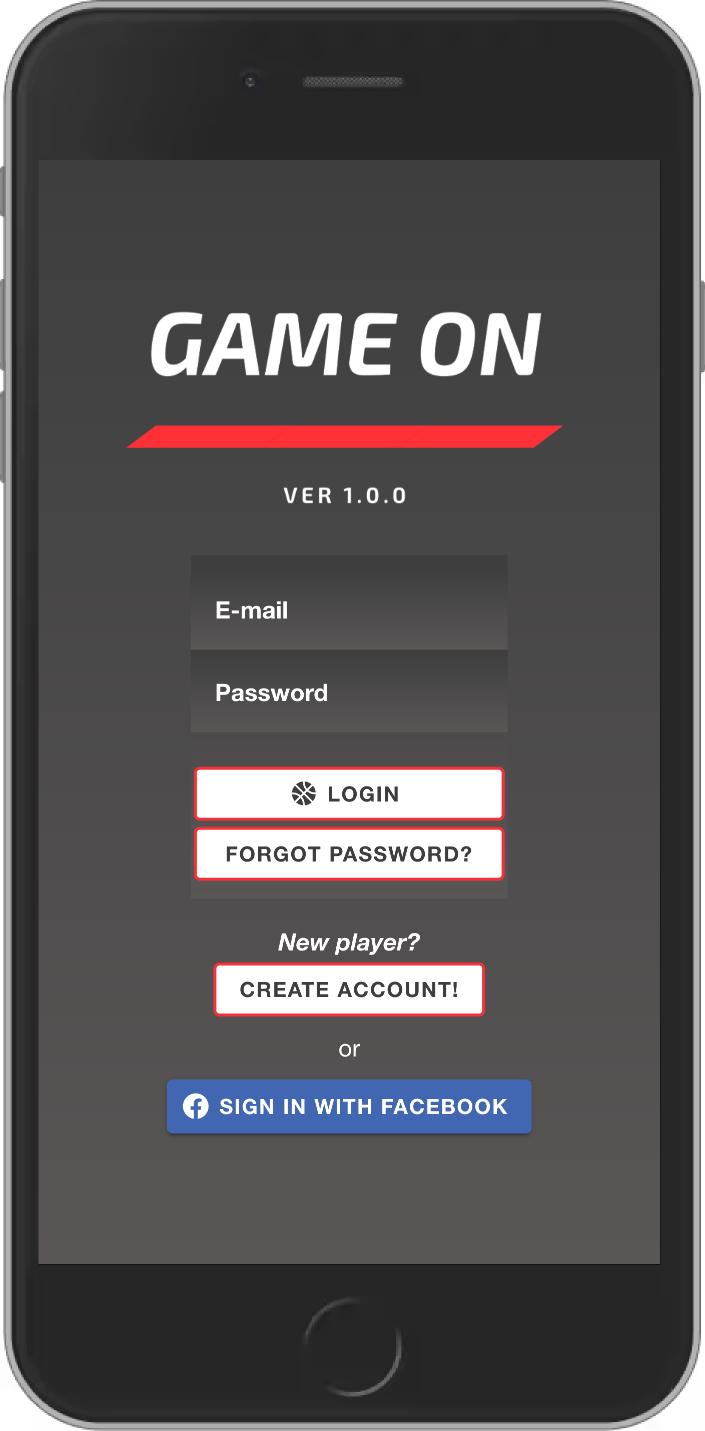 GAME ON
VER 1.0.0
E-mail
Password
LOGIN
FORGOT PASSWORD?
New player?
CREATE ACCOUNT!
or
SIGN IN WITH FACEBOOK